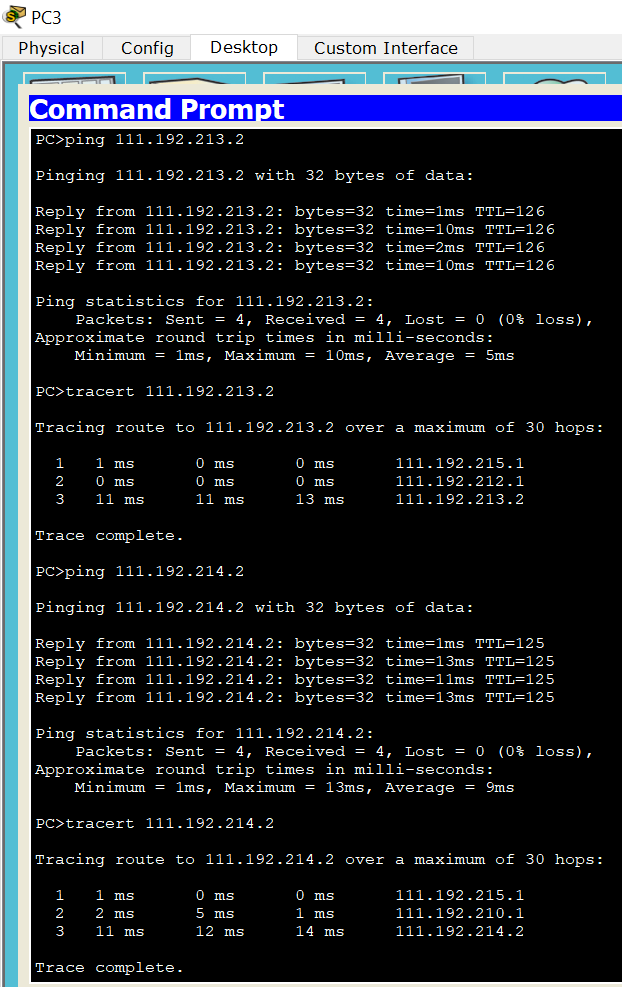 PC3
Physical Config Desktop Custom Interface
Command Prompt
PC>ping 111.192.213.2
Pinging 111.192.213.2 with 32 bytes of data:
Reply from 111.192.213.2: bytes=32 time=1ms TTL=126
Reply from 111.192.213.2: bytes=32 time=10ms TTL=126
Reply from 111.192.213.2: bytes=32 time=2ms TTL=126
Reply from 111.192.213.2: bytes=32 time=10ms TTL=126
Ping statistics for 111.192.213.2:
Packets: Sent = 4, Received = 4, Lost = 0 (0% loss),
Approximate round trip times in milli-seconds:
Minimum = 1ms, Maximum = 10ms, Average = 5ms
PC>tracert 111.192.213.2
Tracing route to 111.192.213.2 over a maximum of 30 hops:
1 1 ms 0 ms 0 ms 111.192.215.1
2 0 ms 0 ms 0 ms 111.192.212.1
3 11 ms 11 ms 13 ms 111.192.213.2
Trace complete.
PC>ping 111.192.214.2
Pinging 111.192.214.2 with 32 bytes of data:
Reply from 111.192.214.2: bytes=32 time=1ms TTL=125
Reply from 111.192.214.2: bytes=32 time=13ms TTL=125
Reply from 111.192.214.2: bytes=32 time=11ms TTL=125
Reply from 111.192.214.2: bytes=32 time=13ms TTL=125
Ping statistics for 111.192.214.2:
Packets: Sent = 4, Received = 4, Lost = 0 (0% loss),
Approximate round trip times in milli-seconds:
Minimum = 1ms, Maximum = 13ms, Average = 9ms
PC>tracert 111.192.214.2
Tracing route to 111.192.214.2 over a maximum of 30 hops:
1 1 ms 0 ms 0 ms 111.192.215.1
2 2 ms 5 ms 1 ms 111.192.210.1
3 11 ms 12 ms 14 ms 111.192.214.2
Trace complete.